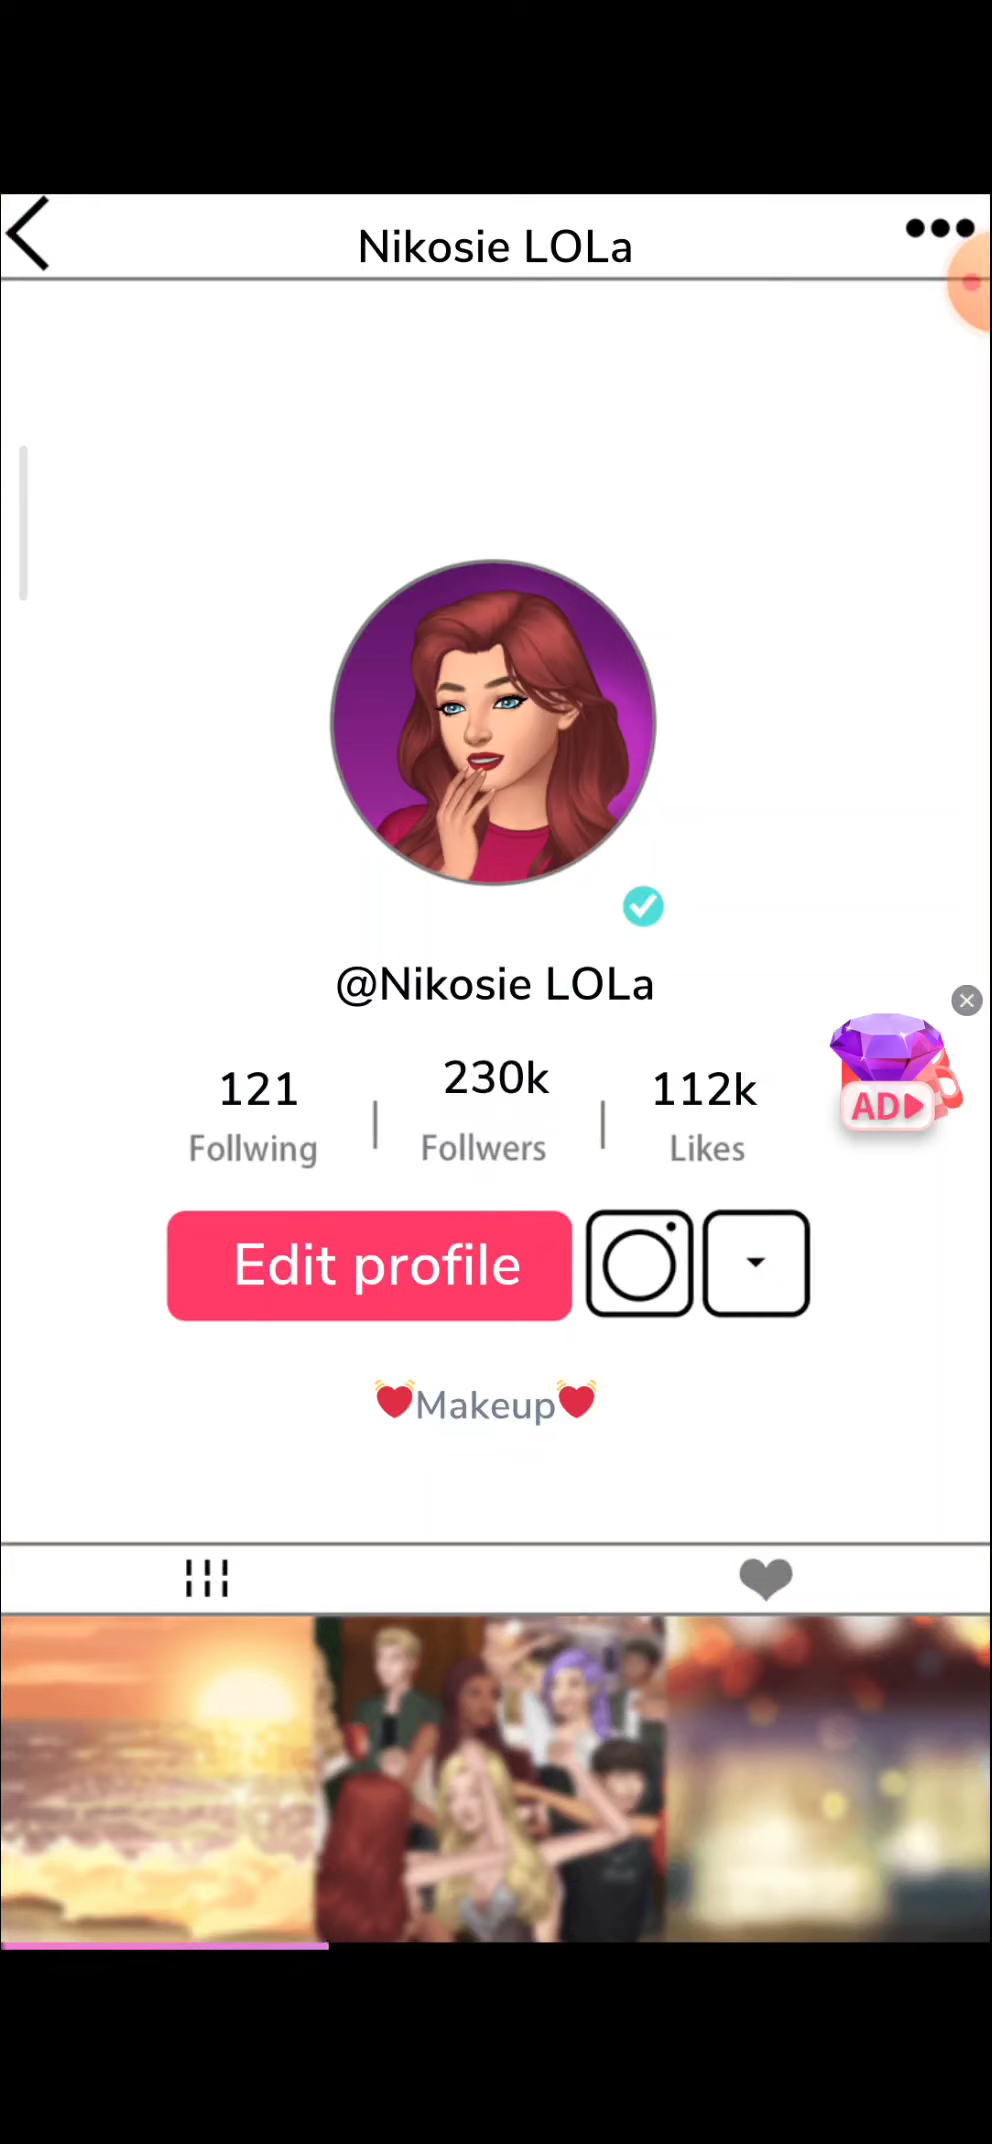 Nikosie LOLa
@Nikosie LOLa
121
230k
112k
Follwing
Follwers
Likes
AD
Edit profile
💓Makeup💓